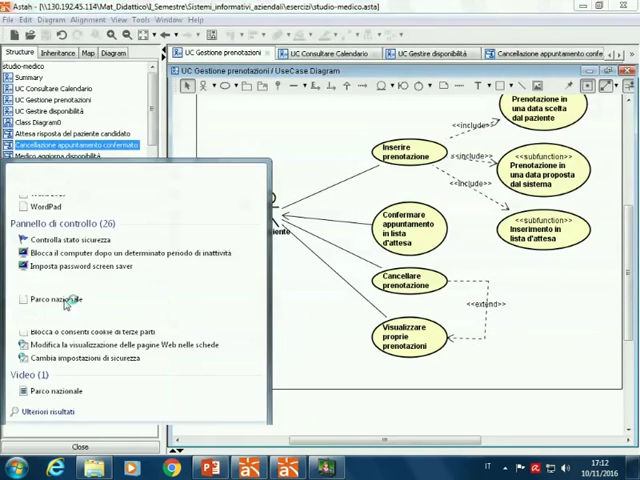 Astah - [\\130.192.45.114\Mat_Didattico\I_Semestre\Sistemi_informativi_aziendali\esercizi\studio-medico.asta]
File Edit Diagram Alignment View Tools Window Help
Structure Inheritance Map Diagram
UC Gestione prenotazioni
UC Consultare Calendario
UC Gestire disponibilità
Cancellazione appuntamento confe
UC Gestione prenotazioni / UseCase Diagram
studio-medico
Summary
UC Consultare Calendario
UC Gestione prenotazioni
UC Gestire disponibilità
Class Diagram0
Attesa risposta del paziente candidato
Cancellazione appuntamento confermato
Medico aggiorna disponibilità
WordPad
Pannello di controllo (26)
Controlla stato sicurezza
Blocca il computer dopo un determinato periodo di inattività
Imposta password screen saver
Parco nazionale
Blocca o consenti cookie di terze parti
Modifica la visualizzazione delle pagine Web nelle schede
Cambia impostazioni di sicurezza
Video (1)
Parco nazionale
Ulteriori risultati
Close
Prenotazione in
una data scelta
dal paziente
<<include>>
Inserire
prenotazione
<<include>>
<<subfunction>>
Prenotazione in
una data proposta
dal sistema
<<include>>
<<subfunction>>
Inserimento in
lista d'attesa
iente
Confermare
appuntamento
in lista
d'attesa
Cancellare
prenotazione
<<extend>>
Visualizzare
proprie
prenotazioni
IT
17:12
10/11/2016